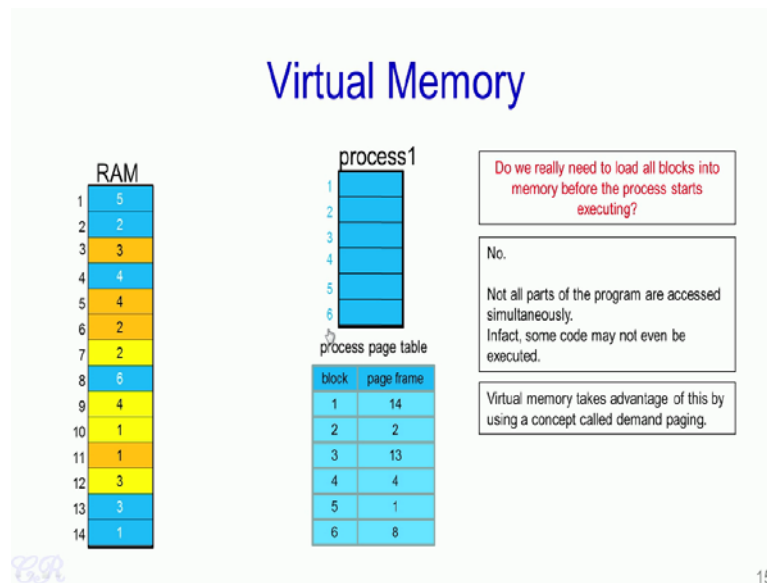 Virtual Memory
RAM
1 5
2 2
3 3
4 4
5 4
6 2
7 2
8 6
9 4
10 1
11 1
12 3
13 3
14 1
process1
1
2
3
4
5
6
process page table
block page frame
1 14
2 2
3 13
4 4
5 1
6 8
Do we really need to load all blocks into
memory before the process starts
executing?
No.
Not all parts of the program are accessed
simultaneously.
Infact, some code may not even be
executed.
Virtual memory takes advantage of this by
using a concept called demand paging.
CR
15